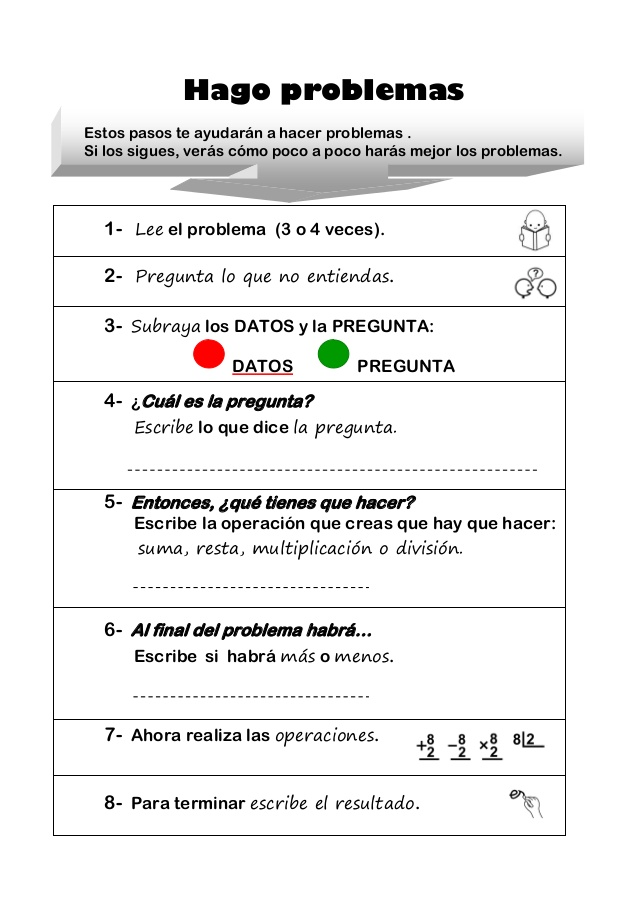 Hago problemas
Estos pasos te ayudarán a hacer problemas .
Si los sigues, verás cómo poco a poco harás mejor los problemas.
1- Lee el problema (3 o 4 veces).
2- Pregunta lo que no entiendas.
?
3- Subraya los DATOS y la PREGUNTA:
DATOS PREGUNTA
4- ¿Cuál es la pregunta?
Escribe lo que dice la pregunta.
5- Entonces, ¿qué tienes que hacer?
Escribe la operación que creas que hay que hacer:
suma, resta, multiplicación o división.
6- Al final del problema habrá...
Escribe si habrá más o menos.
7- Ahora realiza las operaciones.
+8 -8 x8 8|2
2 2 2
8- Para terminar escribe el resultado.